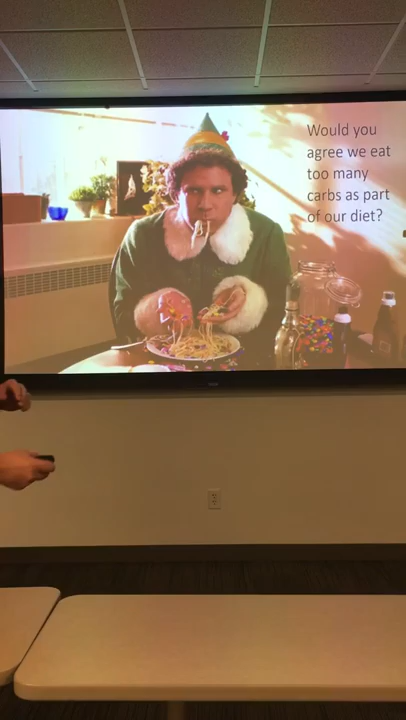 Would you
agree we eat
too many
carbs as part
of our diet?